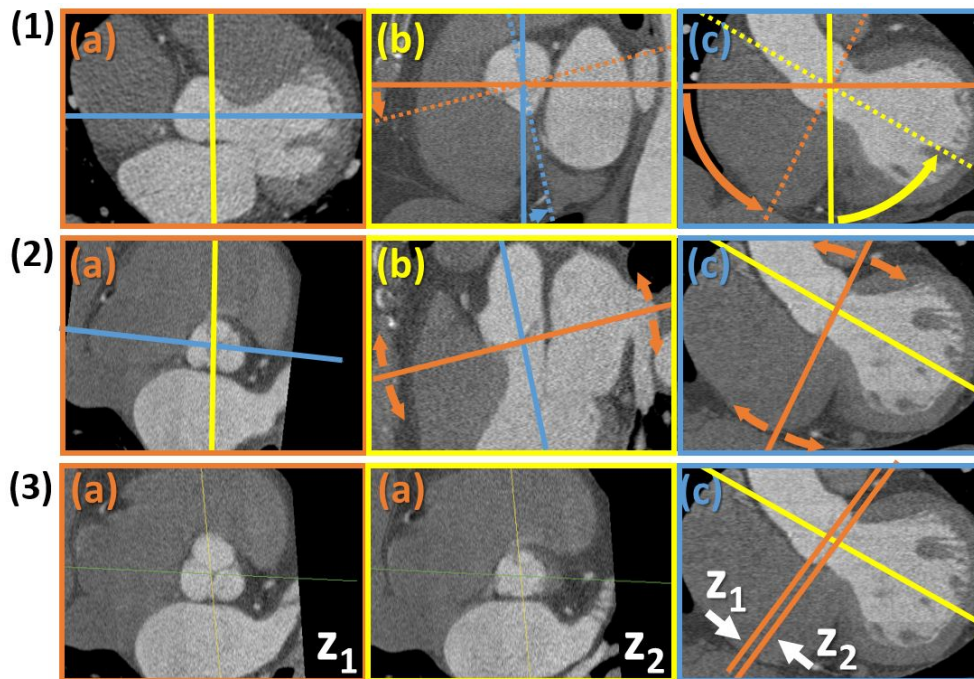 (1) (a) (b) (c)
(2) (a) (b) (c)
(3) (a) (a) (c)
z₁ z₂ z₁ z₂